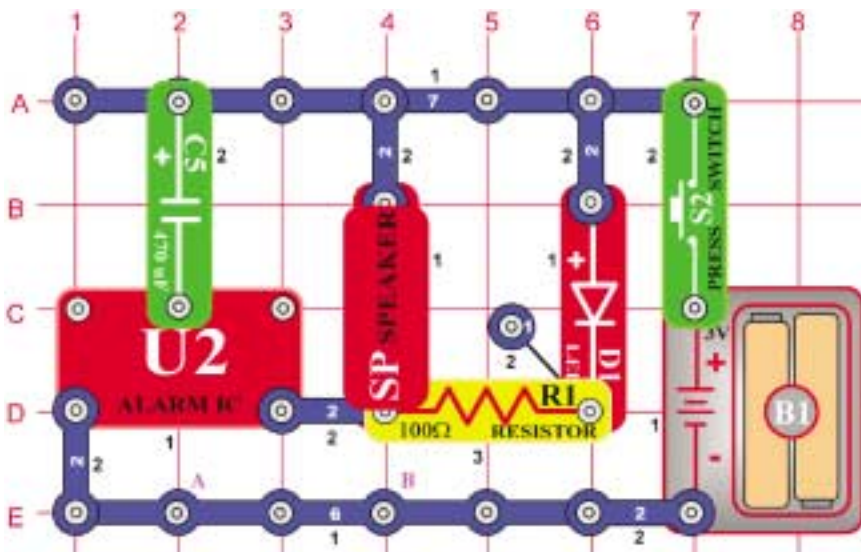 1 2 3 4 5 6 7 8
A
1
7
C5
+
2
470 uF
2
2
2
2
2
S2
PRESS SWITCH
B
SP SPEAKER
1
1
+
D1
C
U2
ALARM IC
1
2
3V
+
B1
-
D
2
2
R1
100Ω
RESISTOR
1
3
1
2
2
A
B
E
6
1
2
2